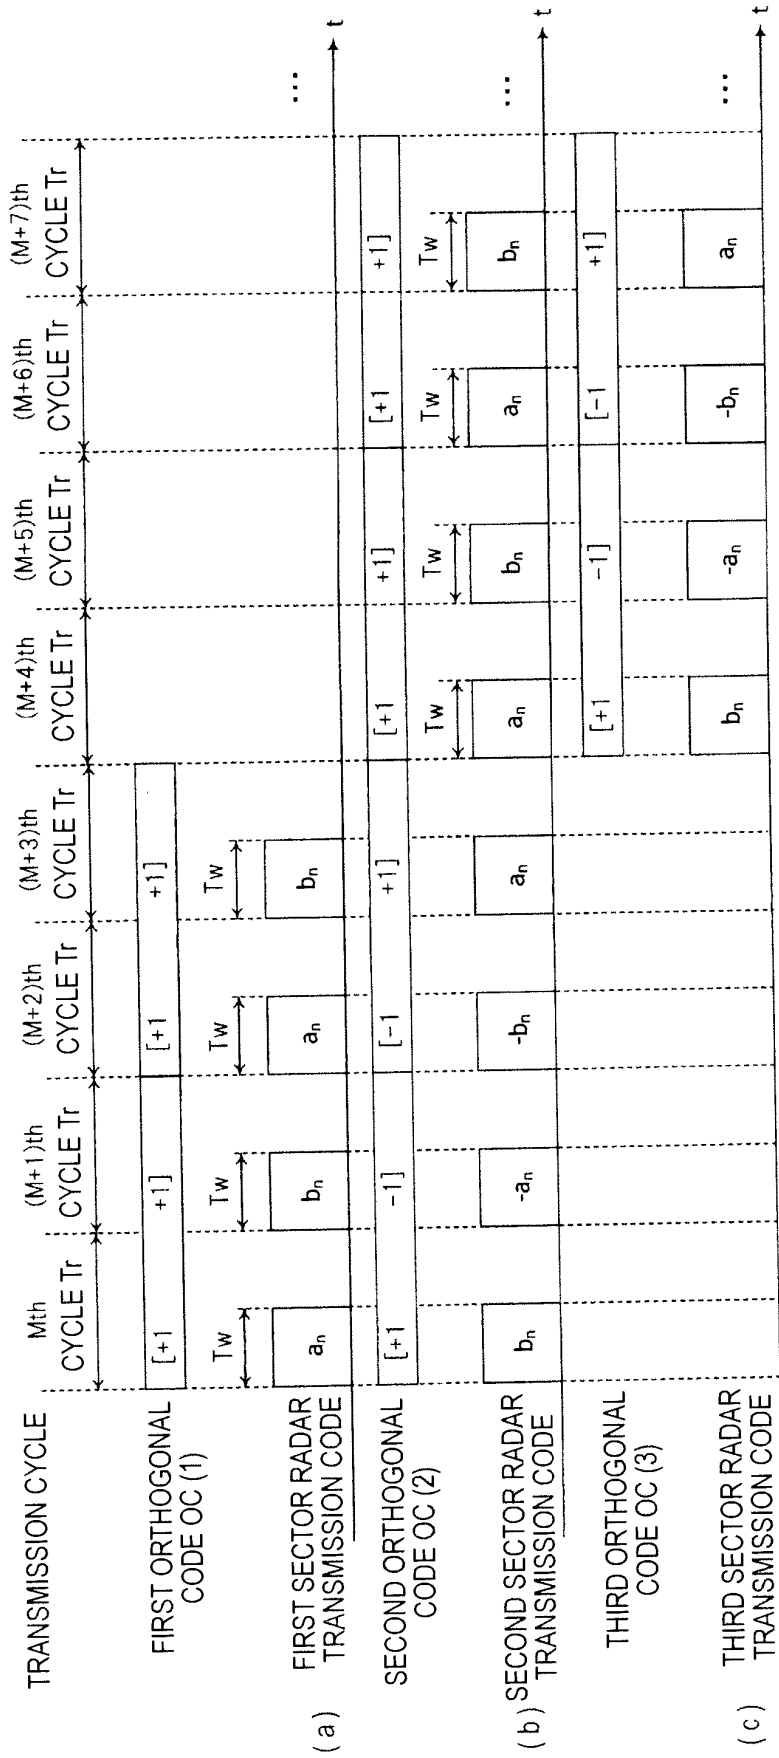 TRANSMISSION CYCLE
Mth
CYCLE Tr
(M+1)th
CYCLE Tr
(M+2)th
CYCLE Tr
(M+3)th
CYCLE Tr
(M+4)th
CYCLE Tr
(M+5)th
CYCLE Tr
(M+6)th
CYCLE Tr
(M+7)th
CYCLE Tr
FIRST ORTHOGONAL
CODE OC (1)
[+1 +1] [+1 +1]
Tw Tw Tw Tw
(a) FIRST SECTOR RADAR
TRANSMISSION CODE
aₙ bₙ aₙ bₙ ... t
SECOND ORTHOGONAL
CODE OC (2)
[+1 -1] [-1 +1] [+1 +1] [+1 +1]
Tw Tw Tw Tw
(b) SECOND SECTOR RADAR
TRANSMISSION CODE
bₙ -aₙ -bₙ aₙ aₙ bₙ aₙ bₙ ... t
THIRD ORTHOGONAL
CODE OC (3)
[+1 -1] [-1 +1]
(c) THIRD SECTOR RADAR
TRANSMISSION CODE
bₙ -aₙ -bₙ aₙ ... t